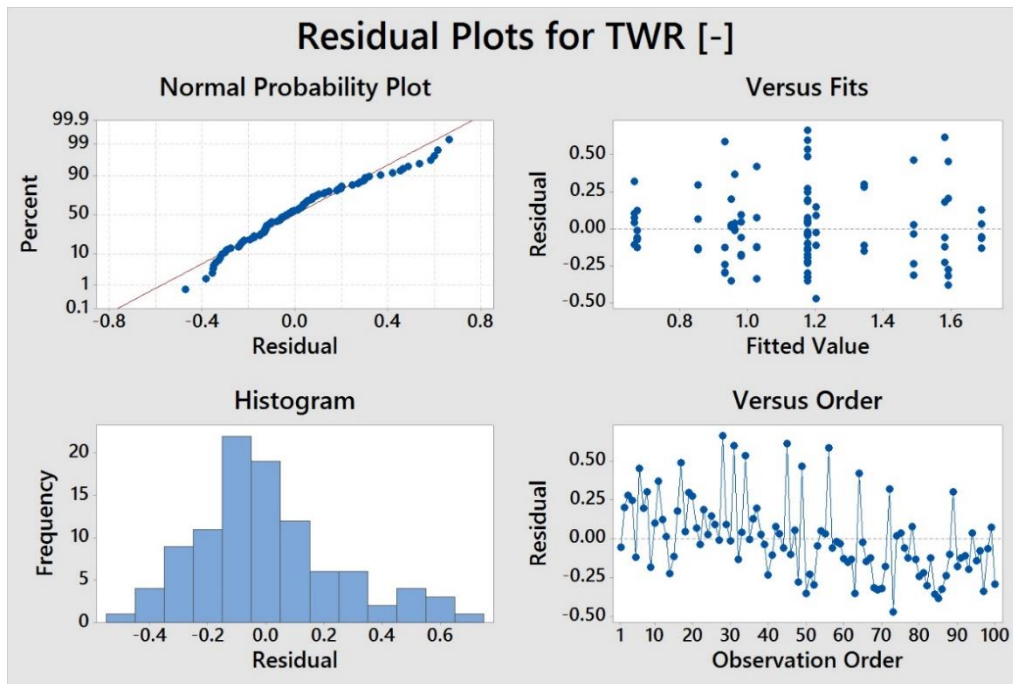 Residual Plots for TWR [-]
Normal Probability Plot
99.9
99
90
50
10
1
0.1
Percent
-0.8 -0.4 0.0 0.4 0.8
Residual
Versus Fits
0.50
0.25
0.00
-0.25
-0.50
Residual
0.8 1.0 1.2 1.4 1.6
Fitted Value
Histogram
20
15
10
5
0
Frequency
-0.4 -0.2 0.0 0.2 0.4 0.6
Residual
Versus Order
0.50
0.25
0.00
-0.25
-0.50
Residual
1 10 20 30 40 50 60 70 80 90 100
Observation Order